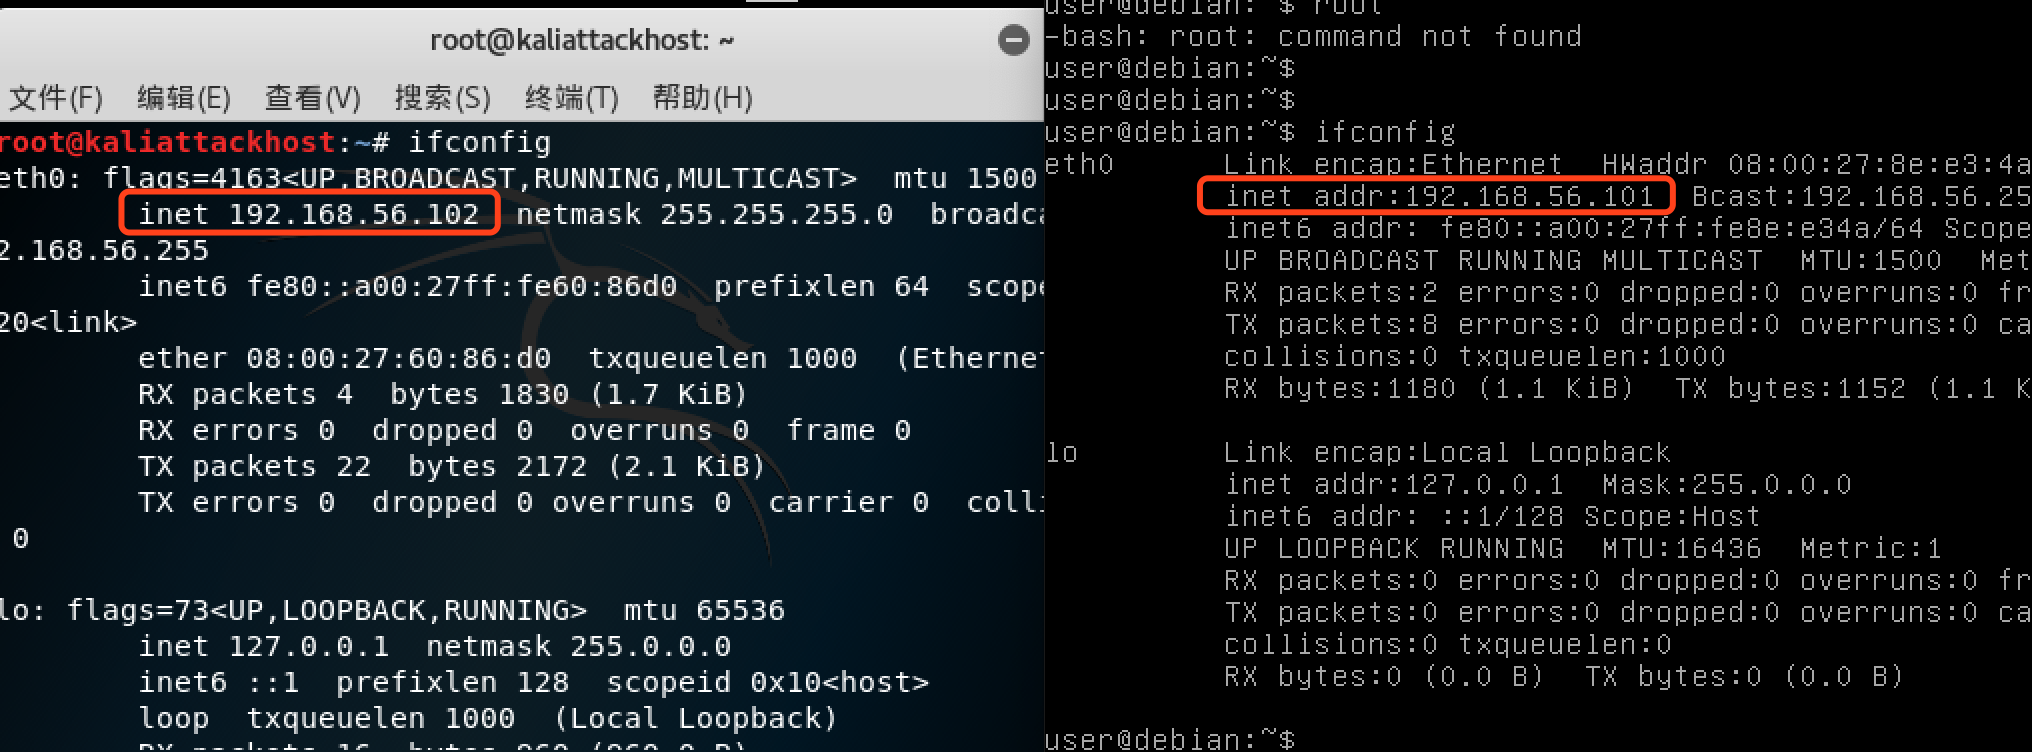 root@kaliattackhost: ~
文件(F) 编辑(E) 查看(V) 搜索(S) 终端(T) 帮助(H)
root@kaliattackhost:~# ifconfig
eth0: flags=4163<UP,BROADCAST,RUNNING,MULTICAST>  mtu 1500
        inet 192.168.56.102  netmask 255.255.255.0  broadca
2.168.56.255
        inet6 fe80::a00:27ff:fe60:86d0  prefixlen 64  scope
20<link>
        ether 08:00:27:60:86:d0  txqueuelen 1000  (Ethernet
        RX packets 4  bytes 1830 (1.7 KiB)
        RX errors 0  dropped 0  overruns 0  frame 0
        TX packets 22  bytes 2172 (2.1 KiB)
        TX errors 0  dropped 0 overruns 0  carrier 0  colli
 0
lo: flags=73<UP,LOOPBACK,RUNNING>  mtu 65536
        inet 127.0.0.1  netmask 255.0.0.0
        inet6 ::1  prefixlen 128  scopeid 0x10<host>
        loop  txqueuelen 1000  (Local Loopback)
        RX packets 16  bytes 960 (960.0 B)
user@debian:~$ root
-bash: root: command not found
user@debian:~$
user@debian:~$
user@debian:~$ ifconfig
eth0      Link encap:Ethernet  HWaddr 08:00:27:8e:e3:4a
          inet addr:192.168.56.101  Bcast:192.168.56.25
          inet6 addr: fe80::a00:27ff:fe8e:e34a/64 Scope
          UP BROADCAST RUNNING MULTICAST  MTU:1500  Met
          RX packets:2 errors:0 dropped:0 overruns:0 fr
          TX packets:8 errors:0 dropped:0 overruns:0 ca
          collisions:0 txqueuelen:1000
          RX bytes:1180 (1.1 KiB)  TX bytes:1152 (1.1 K
lo        Link encap:Local Loopback
          inet addr:127.0.0.1  Mask:255.0.0.0
          inet6 addr: ::1/128 Scope:Host
          UP LOOPBACK RUNNING  MTU:16436  Metric:1
          RX packets:0 errors:0 dropped:0 overruns:0 fr
          TX packets:0 errors:0 dropped:0 overruns:0 ca
          collisions:0 txqueuelen:0
          RX bytes:0 (0.0 B)  TX bytes:0 (0.0 B)
user@debian:~$